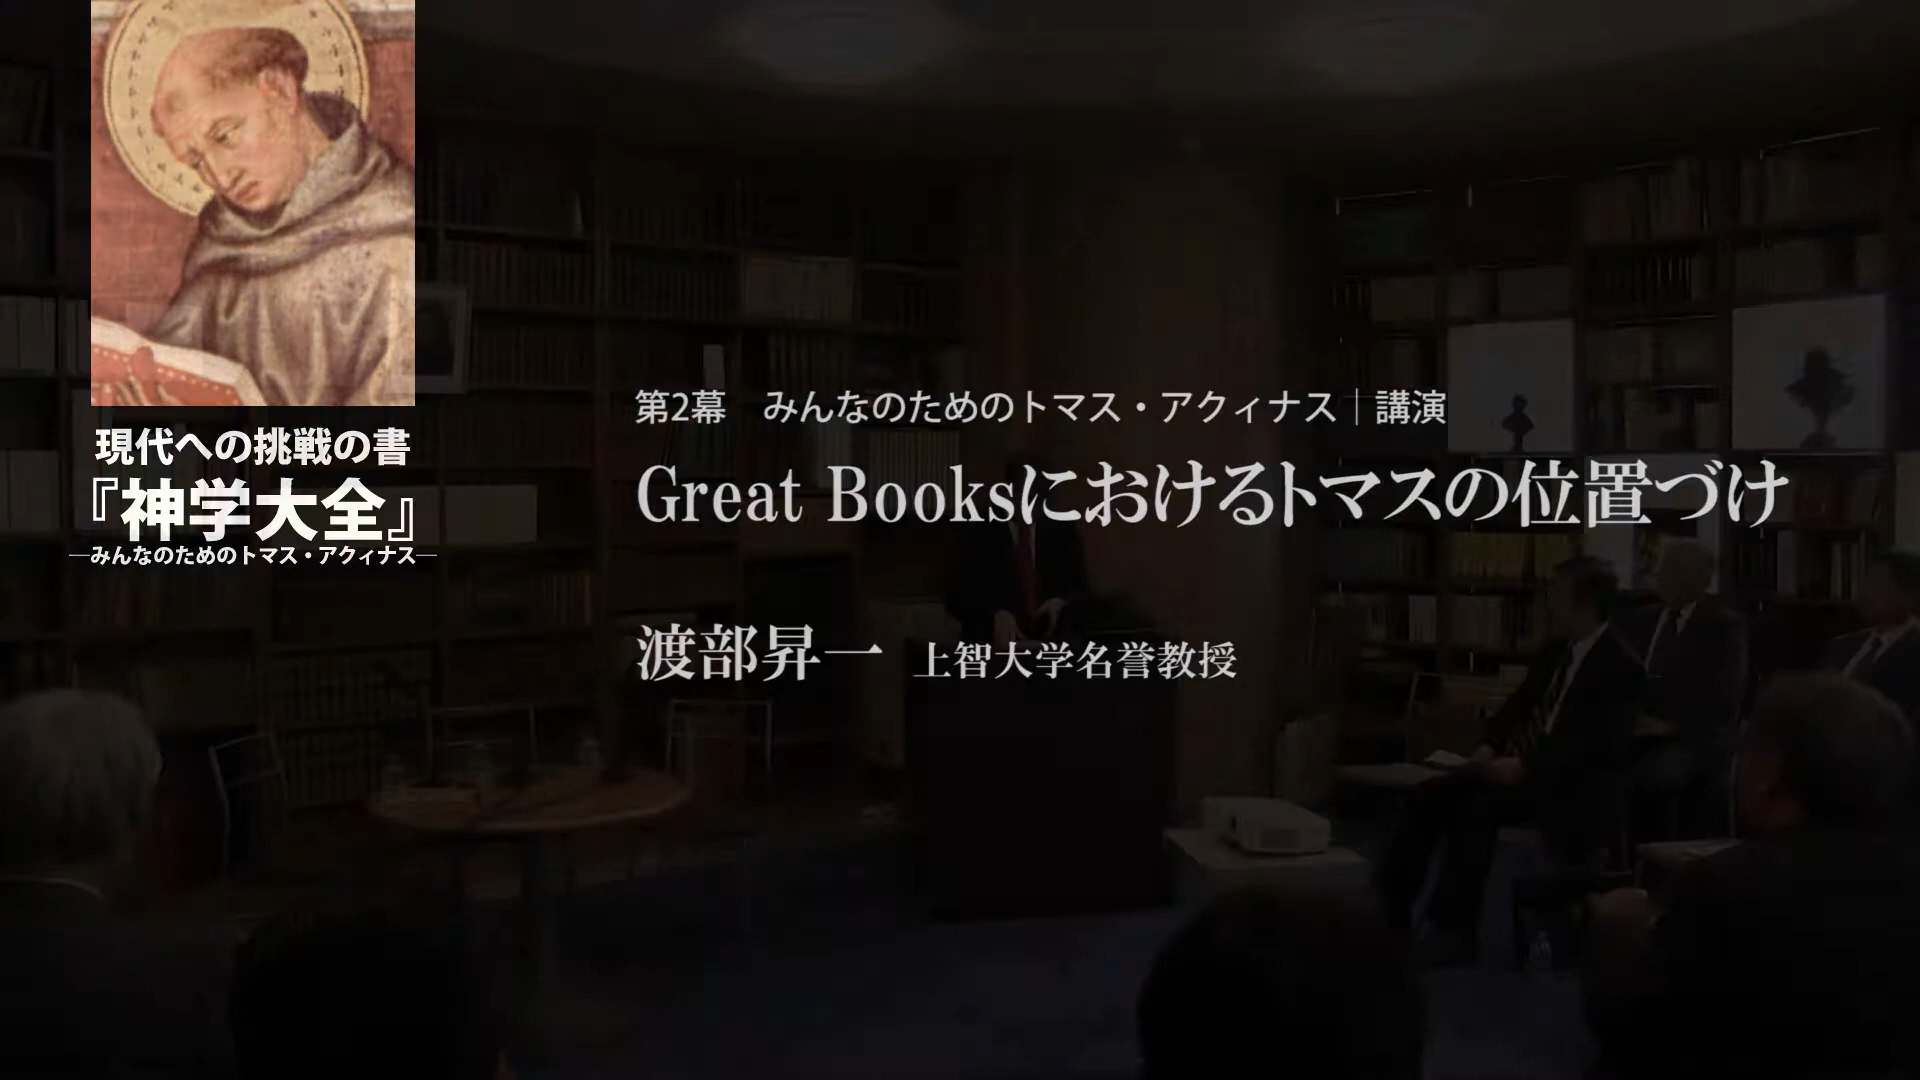 現代への挑戦の書
『神学大全』
─みんなのためのトマス・アクィナス─
第2幕　みんなのためのトマス・アクィナス｜講演
Great Booksにおけるトマスの位置づけ
渡部昇一 上智大学名誉教授